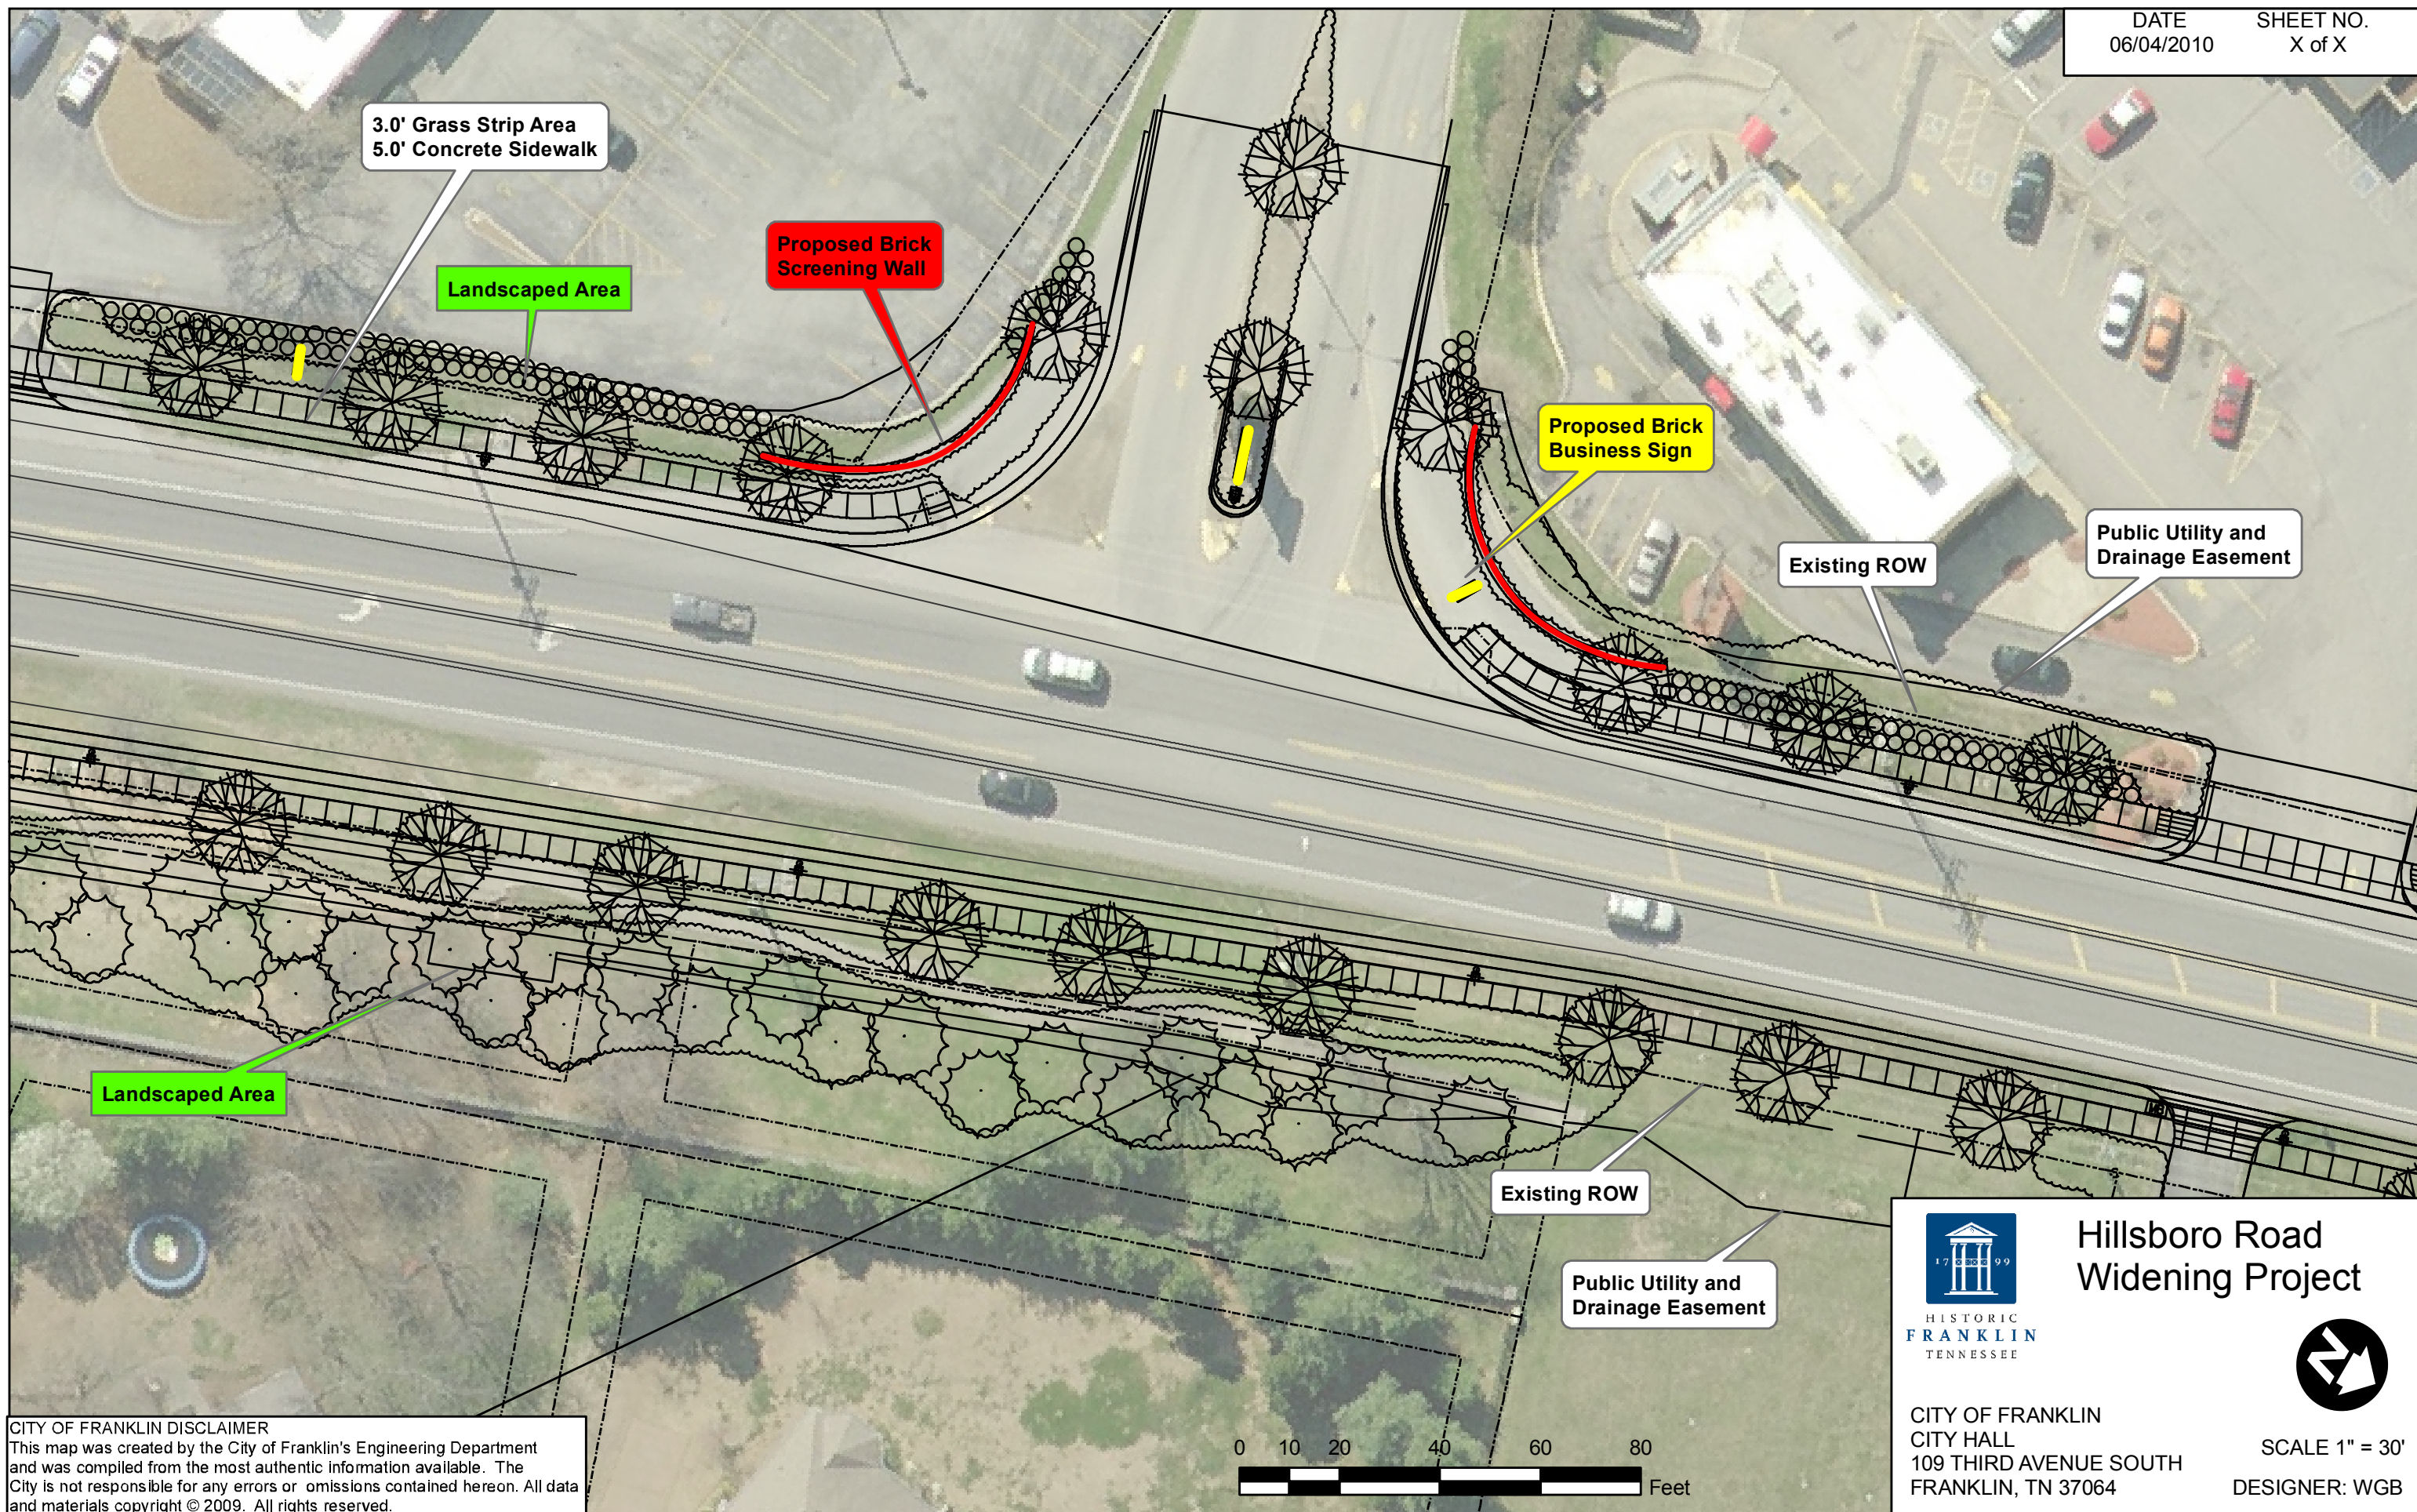 DATE
06/04/2010
SHEET NO.
X of X
3.0' Grass Strip Area
5.0' Concrete Sidewalk
Proposed Brick
Screening Wall
Landscaped Area
Proposed Brick
Business Sign
Public Utility and
Drainage Easement
Existing ROW
Landscaped Area
Existing ROW
Public Utility and
Drainage Easement
S
Hillsboro Road
Widening Project
17 99
HISTORIC
FRANKLIN
TENNESSEE
N
CITY OF FRANKLIN
CITY HALL
109 THIRD AVENUE SOUTH
FRANKLIN, TN 37064
SCALE 1" = 30'
DESIGNER: WGB
0 10 20 40 60 80
Feet
CITY OF FRANKLIN DISCLAIMER
This map was created by the City of Franklin's Engineering Department
and was compiled from the most authentic information available. The
City is not responsible for any errors or omissions contained hereon. All data
and materials copyright © 2009. All rights reserved.